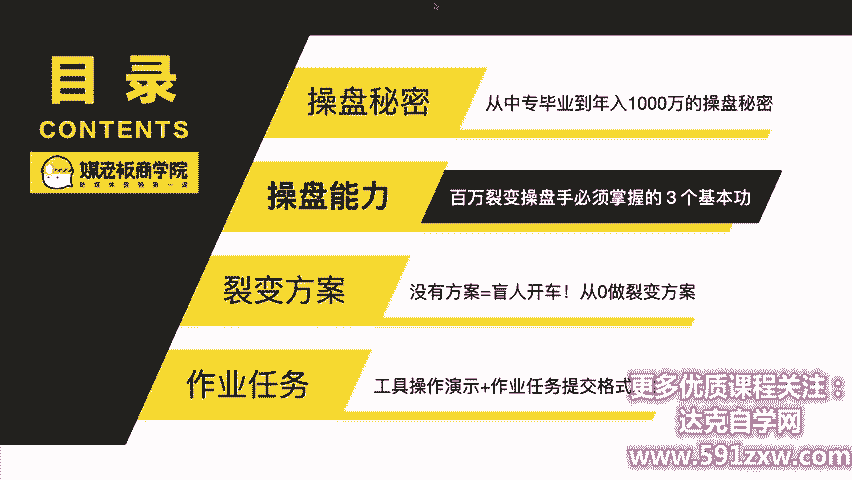 目录
CONTENTS
媒老板商学院
操盘秘密
从中专毕业到年入1000万的操盘秘密
操盘能力
百万裂变操盘手必须掌握的3个基本功
裂变方案
没有方案=盲人开车！从0做裂变方案
作业任务
工具操作演示+作业任务提交格式
更多优质课程关注：
达克自学网
www.591zxw.com